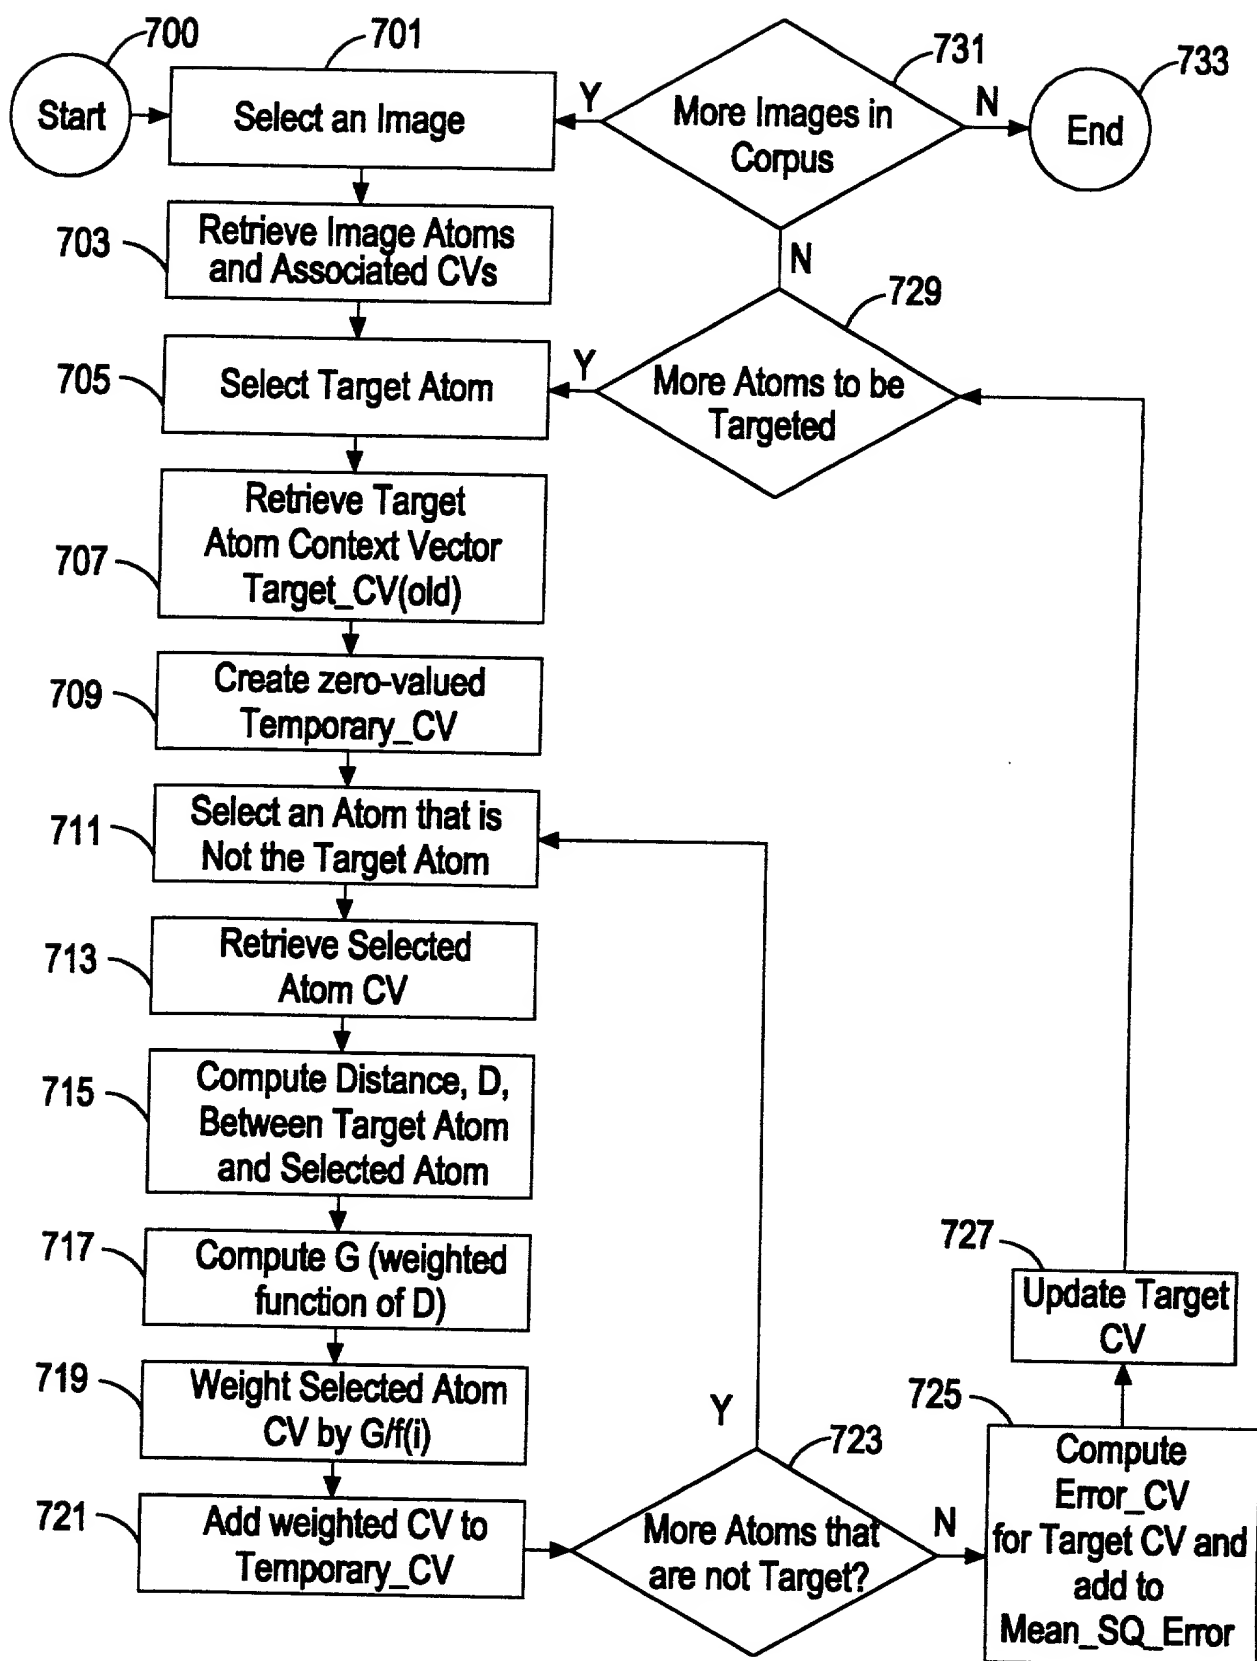 700
Start
701
Select an Image
Y
731
More Images in
Corpus
N
733
End
703
Retrieve Image Atoms
and Associated CVs
N
705
Select Target Atom
Y
729
More Atoms to be
Targeted
707
Retrieve Target
Atom Context Vector
Target_CV(old)
709
Create zero-valued
Temporary_CV
711
Select an Atom that is
Not the Target Atom
713
Retrieve Selected
Atom CV
715
Compute Distance, D,
Between Target Atom
and Selected Atom
717
Compute G (weighted
function of D)
719
Weight Selected Atom
CV by G/f(i)
721
Add weighted CV to
Temporary_CV
Y
723
More Atoms that
are not Target?
N
725
Compute
Error_CV
for Target CV and
add to
Mean_SQ_Error
727
Update Target
CV